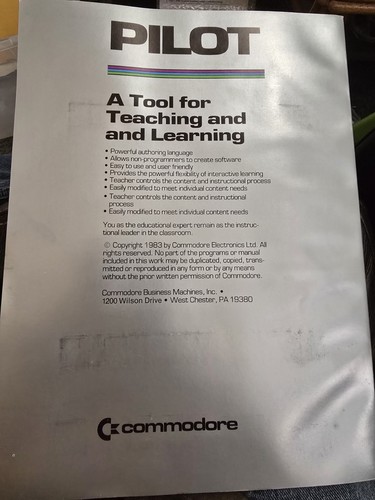 PILOT
A Tool for
Teaching and
and Learning
• Powerful authoring language
• Allows non-programmers to create software
• Easy to use and user friendly
• Provides the powerful flexibility of interactive learning
• Teacher controls the content and instructional process
• Easily modified to meet individual content needs
• Teacher controls the content and instructional
process
• Easily modified to meet individual content needs
You as the educational expert remain as the instruc-
tional leader in the classroom.
© Copyright 1983 by Commodore Electronics Ltd. All
rights reserved. No part of the programs or manual
included in this work may be duplicated, copied, trans-
mitted or reproduced in any form or by any means
without the prior written permission of Commodore.
Commodore Business Machines, Inc. •
1200 Wilson Drive • West Chester, PA 19380
commodore